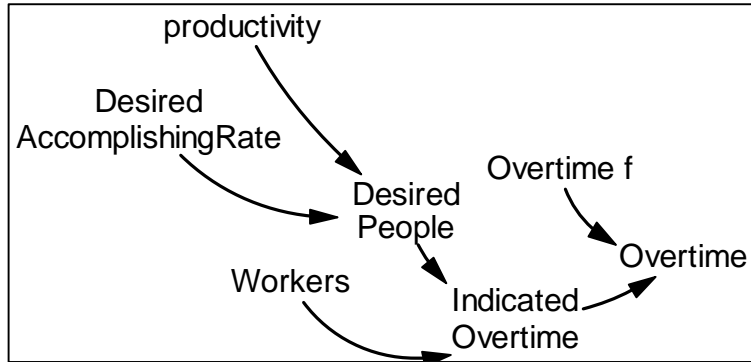 productivity
Desired
AccomplishingRate
Overtime f
Desired
People
Overtime
Workers
Indicated
Overtime